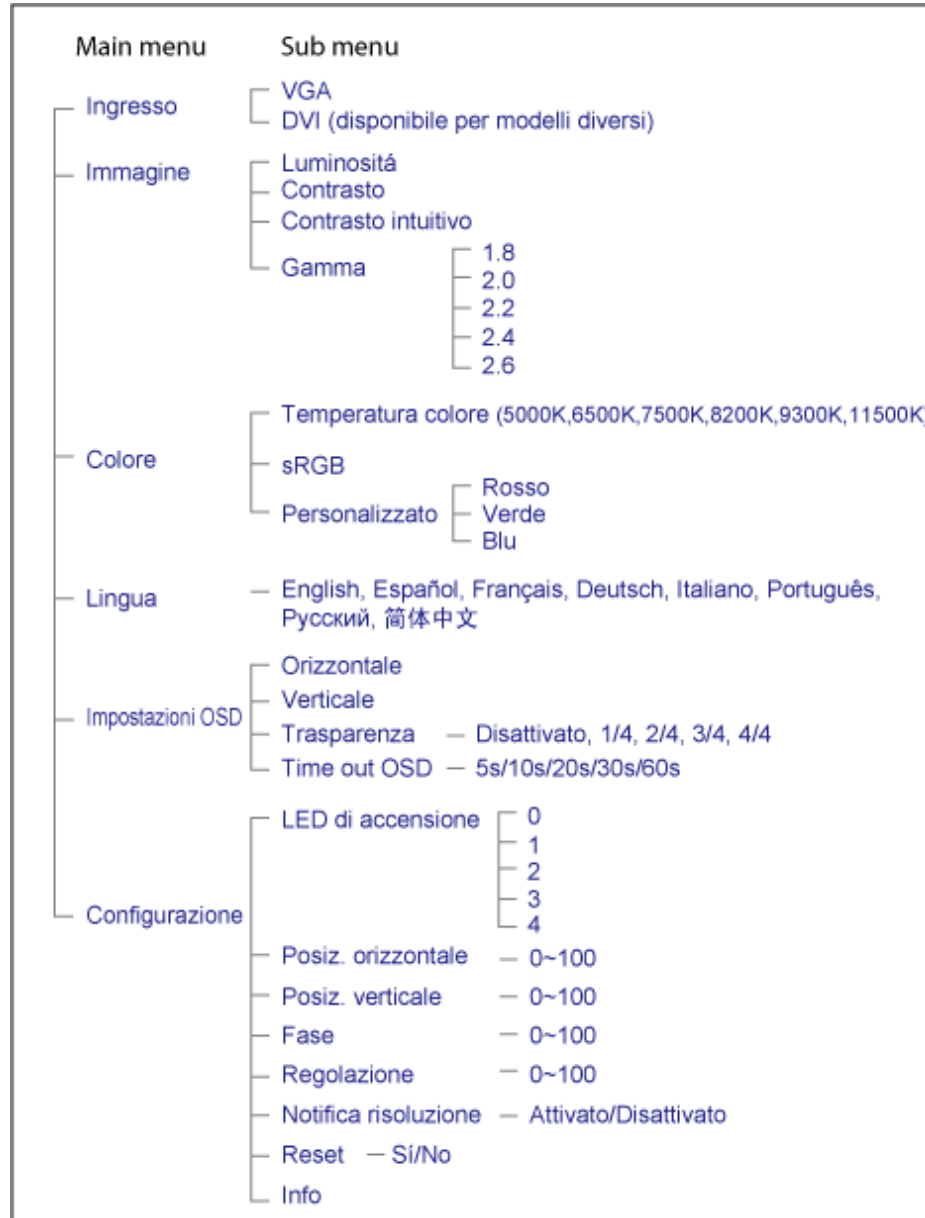 Main menu Sub menu
Ingresso
VGA
DVI (disponibile per modelli diversi)
Immagine
Luminositá
Contrasto
Contrasto intuitivo
Gamma
1.8
2.0
2.2
2.4
2.6
Colore
Temperatura colore (5000K,6500K,7500K,8200K,9300K,11500K)
sRGB
Personalizzato
Rosso
Verde
Blu
Lingua
English, Español, Français, Deutsch, Italiano, Português,
Русский, 简体中文
Impostazioni OSD
Orizzontale
Verticale
Trasparenza – Disattivato, 1/4, 2/4, 3/4, 4/4
Time out OSD – 5s/10s/20s/30s/60s
Configurazione
LED di accensione
0
1
2
3
4
Posiz. orizzontale – 0~100
Posiz. verticale – 0~100
Fase – 0~100
Regolazione – 0~100
Notifica risoluzione – Attivato/Disattivato
Reset – Sí/No
Info